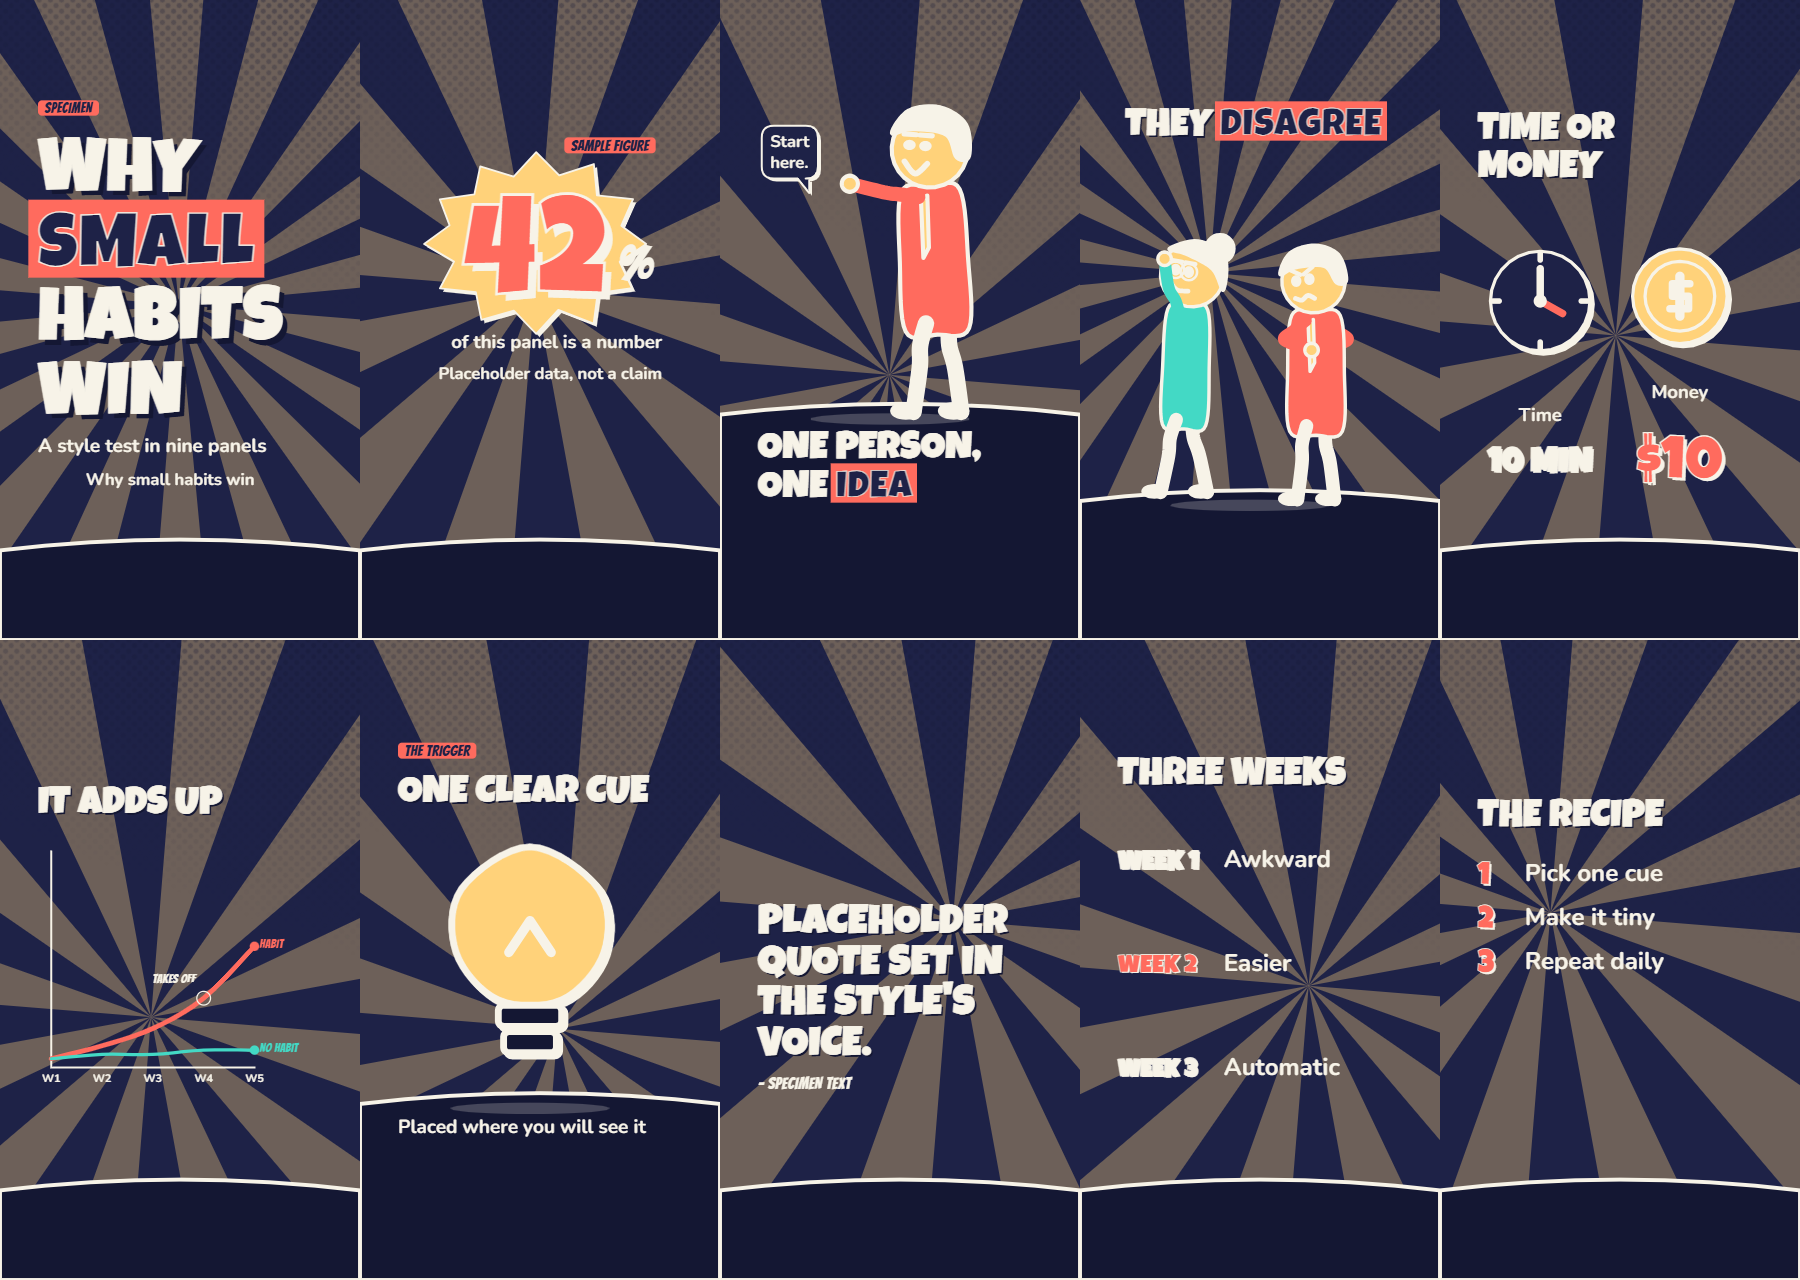 SPECIMEN
WHY
SMALL
HABITS
WIN
A style test in nine panels
Why small habits win
SAMPLE FIGURE
42%
of this panel is a number
Placeholder data, not a claim
Start
here.
ONE PERSON,
ONE IDEA
THEY DISAGREE
TIME OR
MONEY
$
Time
Money
10 MIN
$10
IT ADDS UP
HABIT
TAKES OFF
NO HABIT
W1 W2 W3 W4 W5
THE TRIGGER
ONE CLEAR CUE
Placed where you will see it
PLACEHOLDER
QUOTE SET IN
THE STYLE'S
VOICE.
- SPECIMEN TEXT
THREE WEEKS
WEEK 1 Awkward
WEEK 2 Easier
WEEK 3 Automatic
THE RECIPE
1 Pick one cue
2 Make it tiny
3 Repeat daily